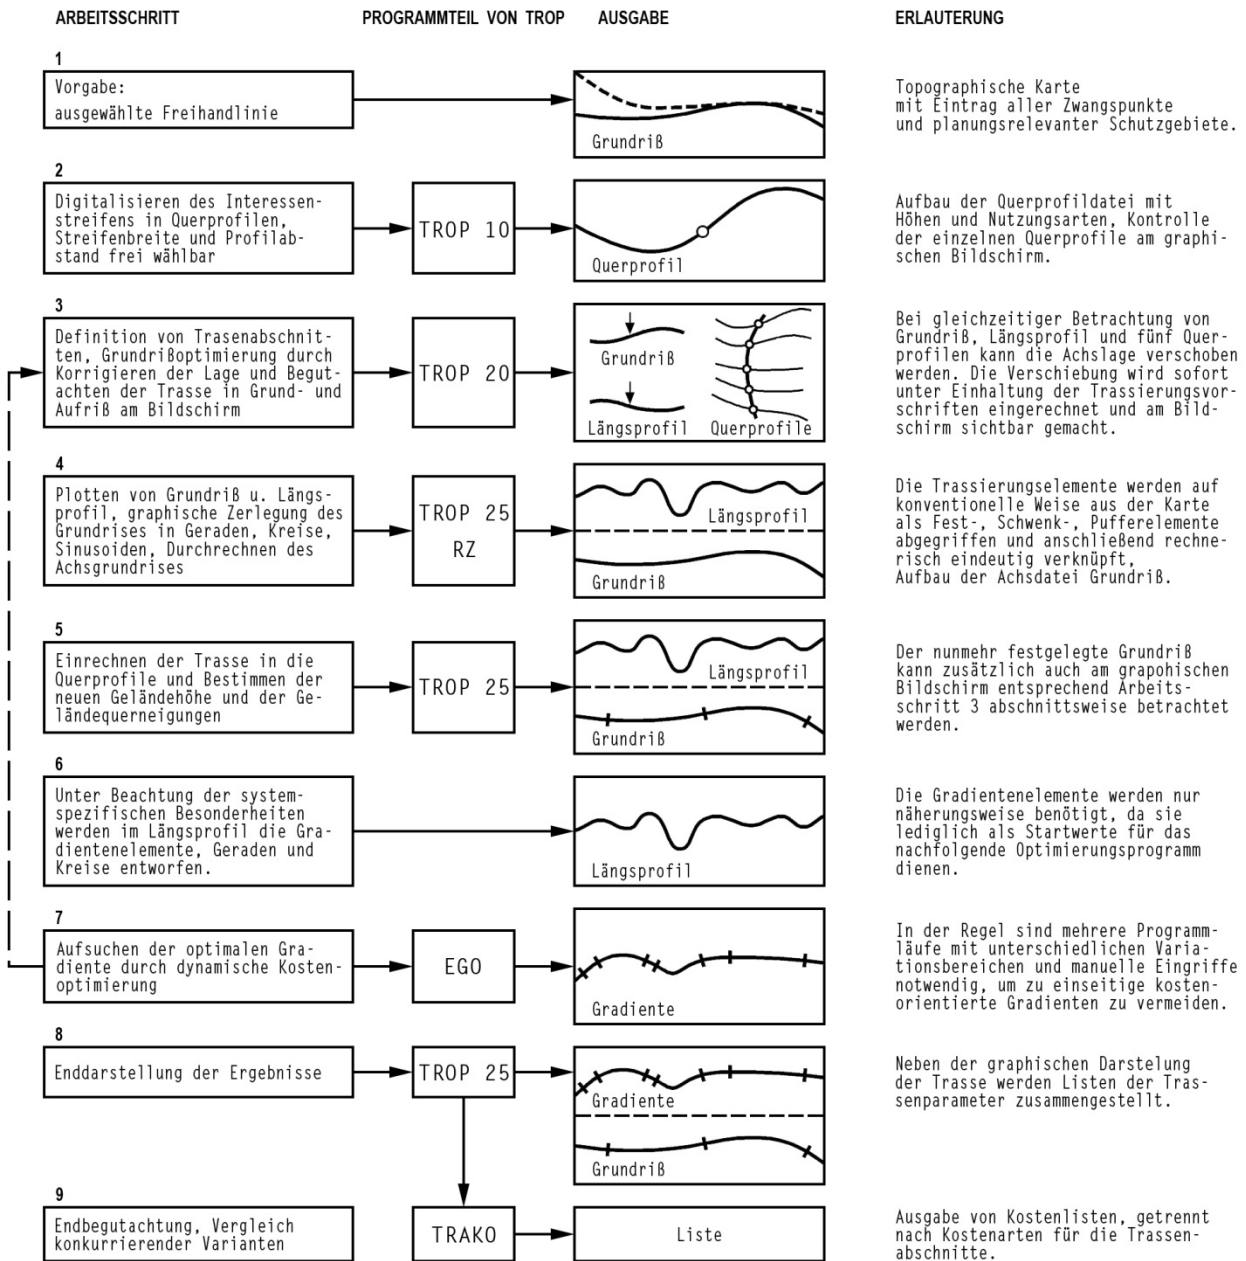 ARBEITSSCHRITT
PROGRAMMTEIL VON TROP
AUSGABE
ERLAUTERUNG
1
Vorgabe:
ausgewählte Freihandlinie
Grundriß
Topographische Karte
mit Eintrag aller Zwangspunkte
und planungsrelevanter Schutzgebiete.
2
Digitalisieren des Interessen-
streifens in Querprofilen,
Streifenbreite und Profilab-
stand frei wählbar
TROP 10
Querprofil
Aufbau der Querprofildatei mit
Höhen und Nutzungsarten, Kontrolle
der einzelnen Querprofile am graphi-
schen Bildschirm.
3
Definition von Trasenabschnit-
ten, Grundrißoptimierung durch
Korrigieren der Lage und Begut-
achten der Trasse in Grund- und
Aufriß am Bildschirm
TROP 20
Grundriß
Längsprofil
Querprofile
Bei gleichzeitiger Betrachtung von
Grundriß, Längsprofil und fünf Quer-
profilen kann die Achslage verschoben
werden. Die Verschiebung wird sofort
unter Einhaltung der Trassierungsvor-
schriften eingerechnet und am Bild-
schirm sichtbar gemacht.
4
Plotten von Grundriß u. Längs-
profil, graphische Zerlegung des
Grundrises in Geraden, Kreise,
Sinusoiden, Durchrechnen des
Achsgrundrises
TROP 25
RZ
Längsprofil
Grundriß
Die Trassierungselemente werden auf
konventionelle Weise aus der Karte
als Fest-, Schwenk-, Pufferelemente
abgegriffen und anschließend rechne-
risch eindeutig verknüpft,
Aufbau der Achsdatei Grundriß.
5
Einrechnen der Trasse in die
Querprofile und Bestimmen der
neuen Geländehöhe und der Ge-
ländequerneigungen
TROP 25
Längsprofil
Grundriß
Der nunmehr festgelegte Grundriß
kann zusätzlich auch am grapohischen
Bildschirm entsprechend Arbeits-
schritt 3 abschnittsweise betrachtet
werden.
6
Unter Beachtung der system-
spezifischen Besonderheiten
werden im Längsprofil die Gra-
dientenelemente, Geraden und
Kreise entworfen.
Längsprofil
Die Gradientenelemente werden nur
näherungsweise benötigt, da sie
lediglich als Startwerte für das
nachfolgende Optimierungsprogramm
dienen.
7
Aufsuchen der optimalen Gra-
diente durch dynamische Kosten-
optimierung
EGO
Gradiente
In der Regel sind mehrere Programm-
läufe mit unterschiedlichen Varia-
tionsbereichen und manuelle Eingriffe
notwendig, um zu einseitige kosten-
orientierte Gradienten zu vermeiden.
8
Enddarstellung der Ergebnisse
TROP 25
Gradiente
Grundriß
Neben der graphischen Darstelung
der Trasse werden Listen der Tras-
senparameter zusammengestellt.
9
Endbegutachtung, Vergleich
konkurrierender Varianten
TRAKO
Liste
Ausgabe von Kostenlisten, getrennt
nach Kostenarten für die Trassen-
abschnitte.